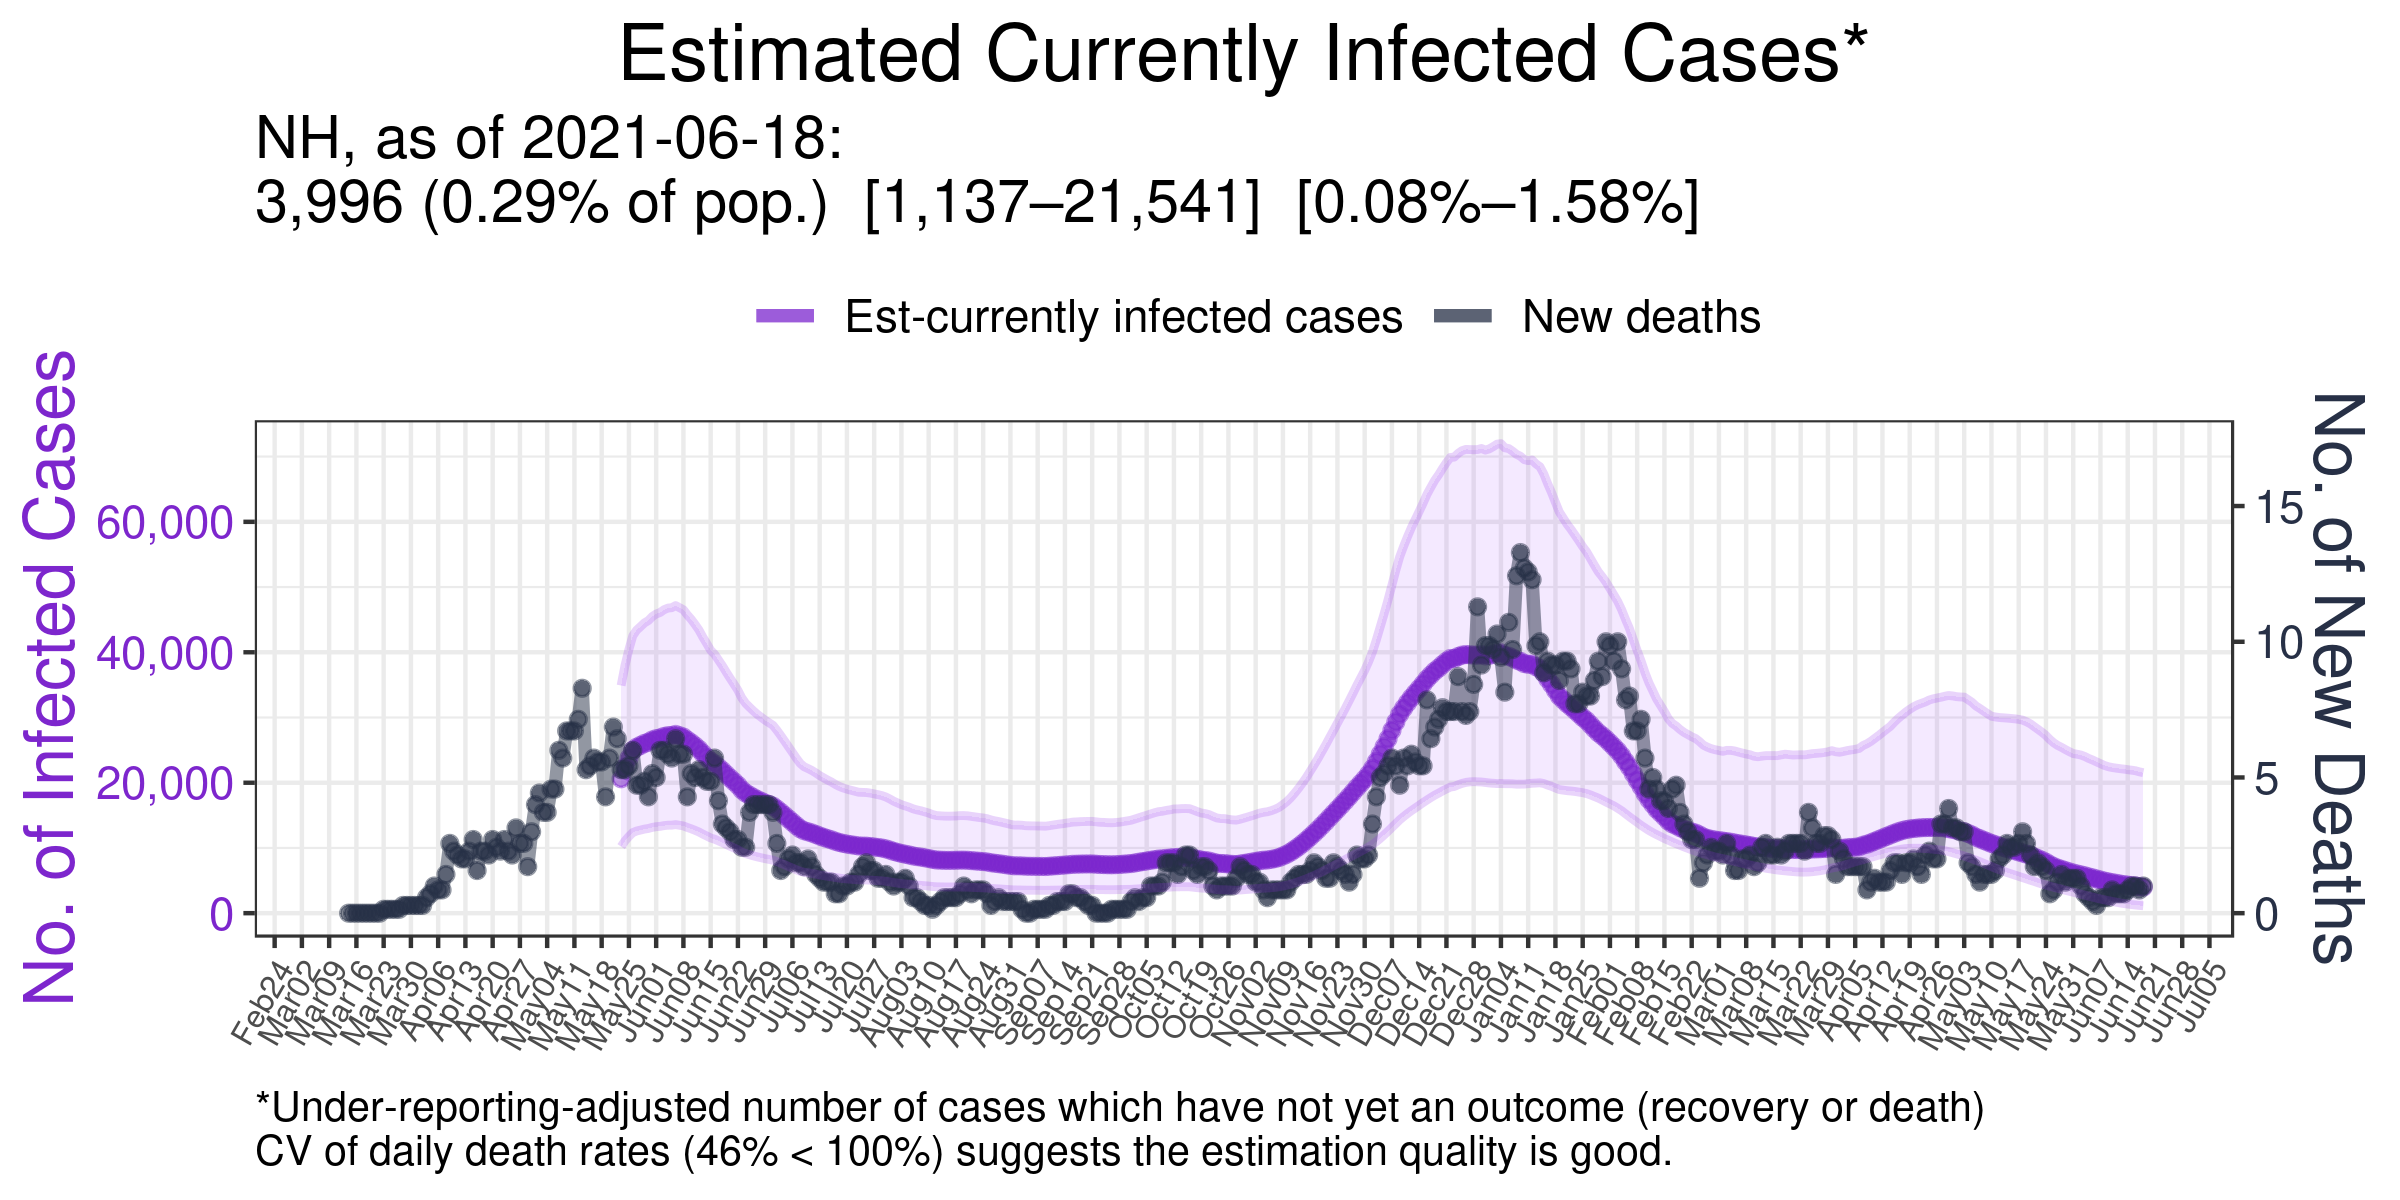 Estimated Currently Infected Cases*
NH, as of 2021-06-18:
3,996 (0.29% of pop.) [1,137–21,541] [0.08%–1.58%]
Est-currently infected cases New deaths
No. of Infected Cases
60,000
40,000
20,000
0
15
10
5
0
No. of New Deaths
Feb24 Mar02 Mar09 Mar16 Mar23 Mar30 Apr06 Apr13 Apr20 Apr27 May04 May11 May18 May25 Jun01 Jun08 Jun15 Jun22 Jun29 Jul06 Jul13 Jul20 Jul27 Aug03 Aug10 Aug17 Aug24 Aug31 Sep07 Sep14 Sep21 Sep28 Oct05 Oct12 Oct19 Oct26 Nov02 Nov09 Nov16 Nov23 Nov30 Dec07 Dec14 Dec21 Dec28 Jan04 Jan11 Jan18 Jan25 Feb01 Feb08 Feb15 Feb22 Mar01 Mar08 Mar15 Mar22 Mar29 Apr05 Apr12 Apr19 Apr26 May03 May10 May17 May24 May31 Jun07 Jun14 Jun21 Jun28 Jul05
*Under-reporting-adjusted number of cases which have not yet an outcome (recovery or death)
CV of daily death rates (46% < 100%) suggests the estimation quality is good.